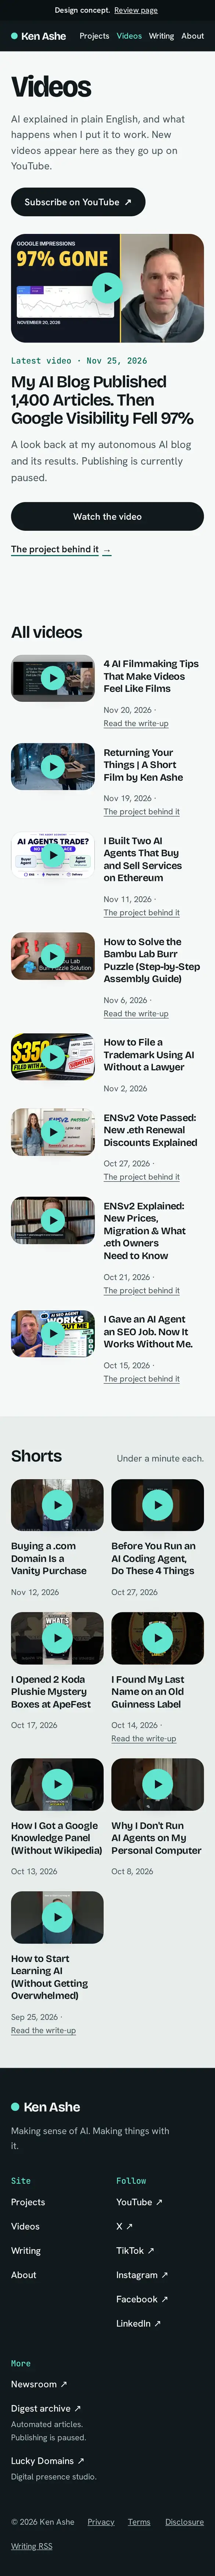 Design concept. Review page
Ken Ashe
Projects Videos Writing About
Videos
AI explained in plain English, and what
happens when I put it to work. New
videos appear here as they go up on
YouTube.
Subscribe on YouTube ↗
GOOGLE IMPRESSIONS
97% GONE
NOVEMBER 20, 2026
Latest video · Nov 25, 2026
My AI Blog Published
1,400 Articles. Then
Google Visibility Fell 97%
A look back at my autonomous AI blog
and its results. Publishing is currently
paused.
Watch the video
The project behind it →
All videos
4 AI Filmmaking Tips
That Make Videos
Feel Like Films
Nov 20, 2026 ·
Read the write-up
Returning Your
Things | A Short
Film by Ken Ashe
Nov 19, 2026 ·
The project behind it
AI AGENTS TRADE?
Buyer Agent
Seller Agent
I Built Two AI
Agents That Buy
and Sell Services
on Ethereum
Nov 11, 2026 ·
The project behind it
How to Solve the
Bambu Lab Burr
Puzzle (Step-by-Step
Assembly Guide)
Nov 6, 2026 ·
Read the write-up
$350
SUBMITTED
How to File a
Trademark Using AI
Without a Lawyer
Nov 2, 2026
ENSv2 Vote Passed:
New .eth Renewal
Discounts Explained
Oct 27, 2026 ·
The project behind it
ENSv2 Explained:
New Prices,
Migration & What
.eth Owners
Need to Know
Oct 21, 2026 ·
The project behind it
I Gave an AI Agent
an SEO Job. Now It
Works Without Me.
Oct 15, 2026 ·
The project behind it
Shorts
Under a minute each.
Buying a .com
Domain Is a
Vanity Purchase
Nov 12, 2026
Before You Run an
AI Coding Agent,
Do These 4 Things
Oct 27, 2026
WHAT'S
I Opened 2 Koda
Plushie Mystery
Boxes at ApeFest
Oct 17, 2026
I Found My Last
Name on an Old
Guinness Label
Oct 14, 2026 ·
Read the write-up
How I Got a Google
Knowledge Panel
(Without Wikipedia)
Oct 13, 2026
Why I Don't Run
AI Agents on My
Personal Computer
Oct 8, 2026
How to Start
Learning AI
(Without Getting
Overwhelmed)
Sep 25, 2026 ·
Read the write-up
Ken Ashe
Making sense of AI. Making things with
it.
Site
Projects
Videos
Writing
About
Follow
YouTube ↗
X ↗
TikTok ↗
Instagram ↗
Facebook ↗
LinkedIn ↗
More
Newsroom ↗
Digest archive ↗
Automated articles.
Publishing is paused.
Lucky Domains ↗
Digital presence studio.
© 2026 Ken Ashe Privacy Terms Disclosure
Writing RSS